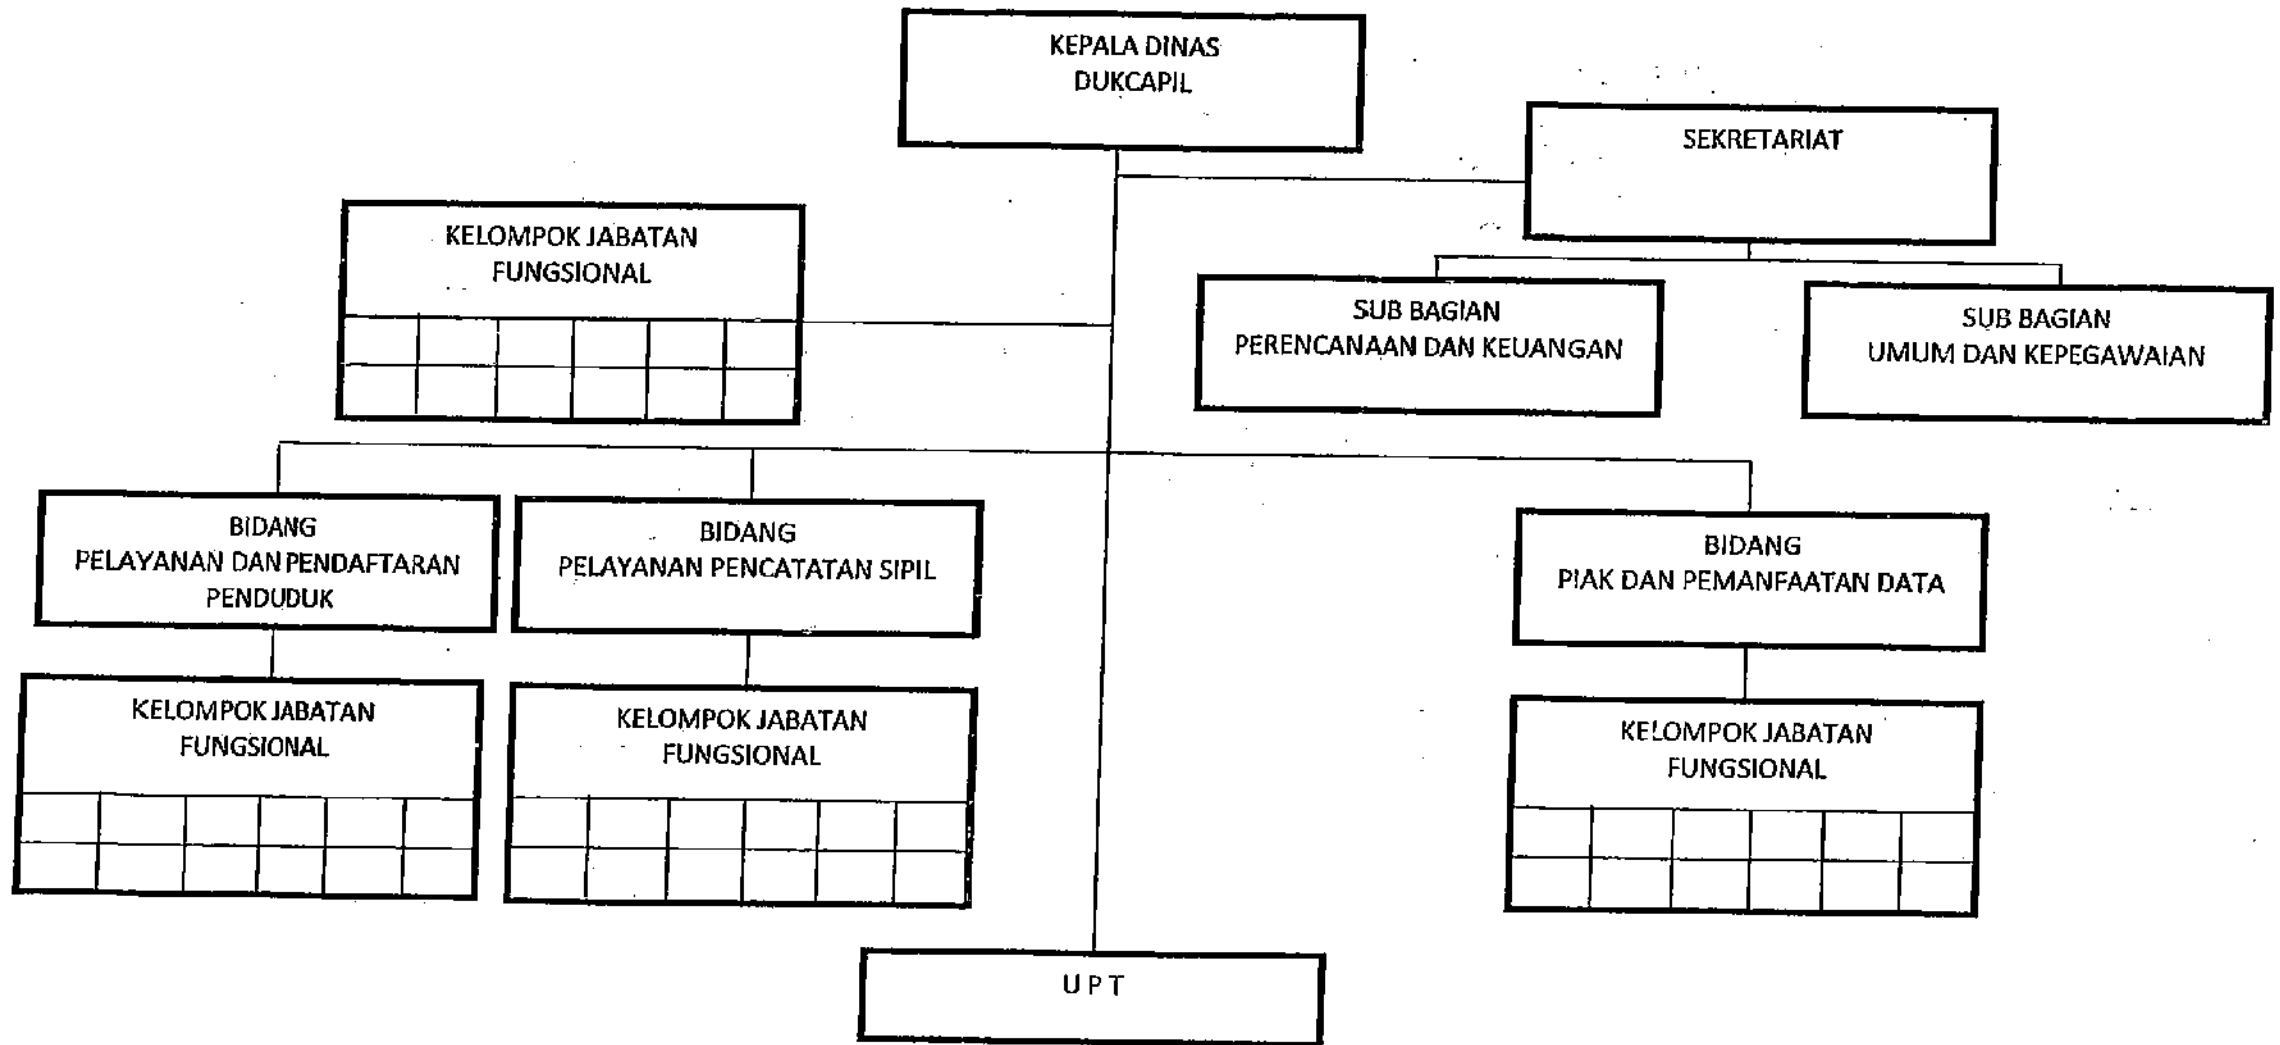 KEPALA DINAS
DUKCAPIL
SEKRETARIAT
KELOMPOK JABATAN
FUNGSIONAL
SUB BAGIAN
PERENCANAAN DAN KEUANGAN
SUB BAGIAN
UMUM DAN KEPEGAWAIAN
BIDANG
PELAYANAN DAN PENDAFTARAN
PENDUDUK
BIDANG
PELAYANAN PENCATATAN SIPIL
BIDANG
PIAK DAN PEMANFAATAN DATA
KELOMPOK JABATAN
FUNGSIONAL
KELOMPOK JABATAN
FUNGSIONAL
KELOMPOK JABATAN
FUNGSIONAL
U P T